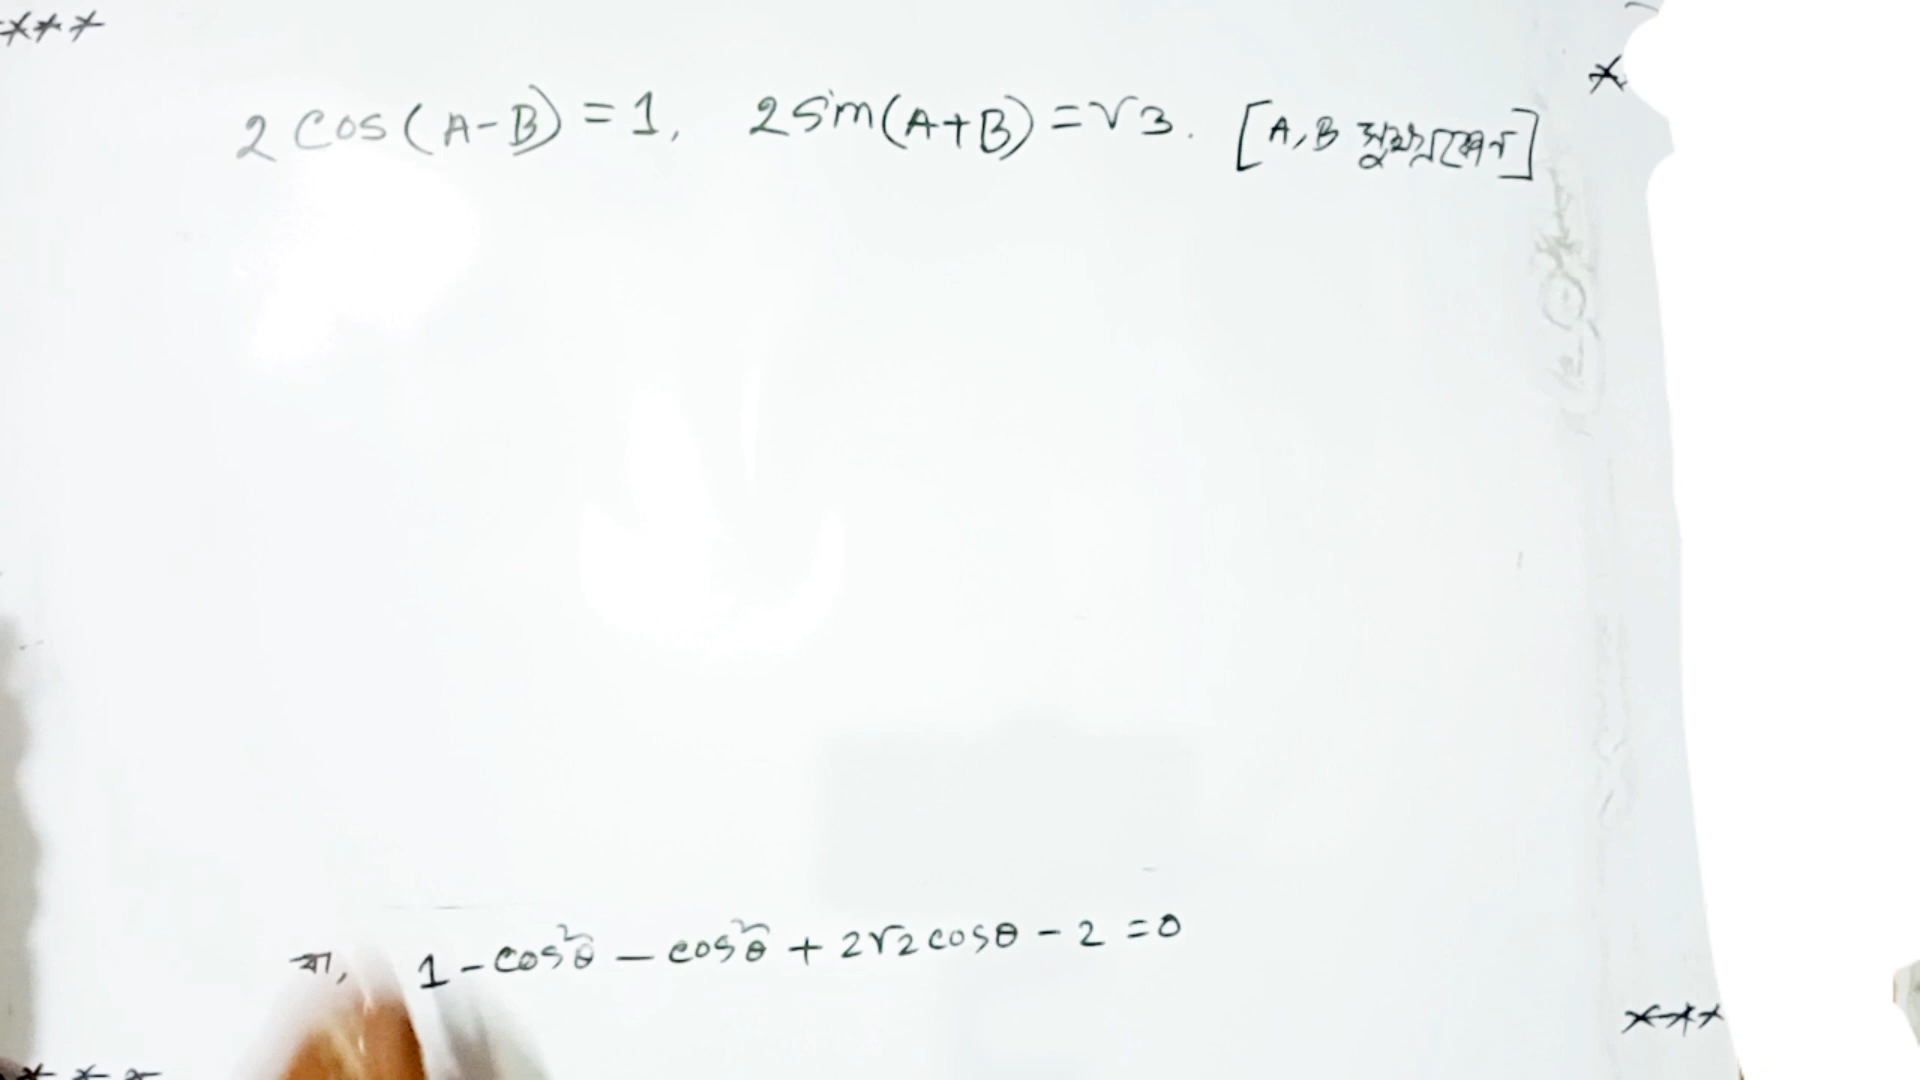 ***
2 cos(A-B) = 1, 2 sin(A+B) = √3. [A, B সূক্ষ্মকোণ]
বা, 1 - cos²θ - cos²θ + 2√2 cosθ - 2 = 0
***
***